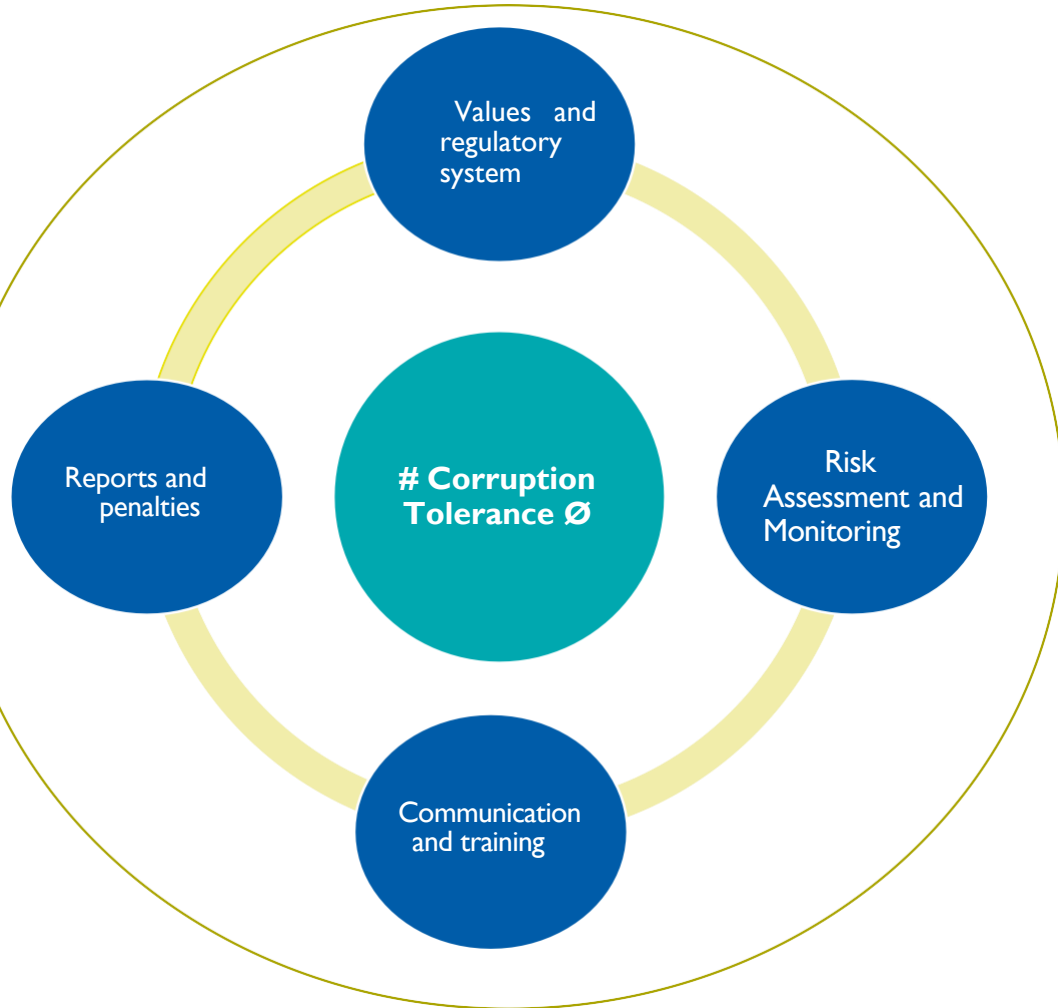 Values and
regulatory
system
Reports and
penalties
# Corruption
Tolerance Ø
Risk
Assessment and
Monitoring
Communication
and training